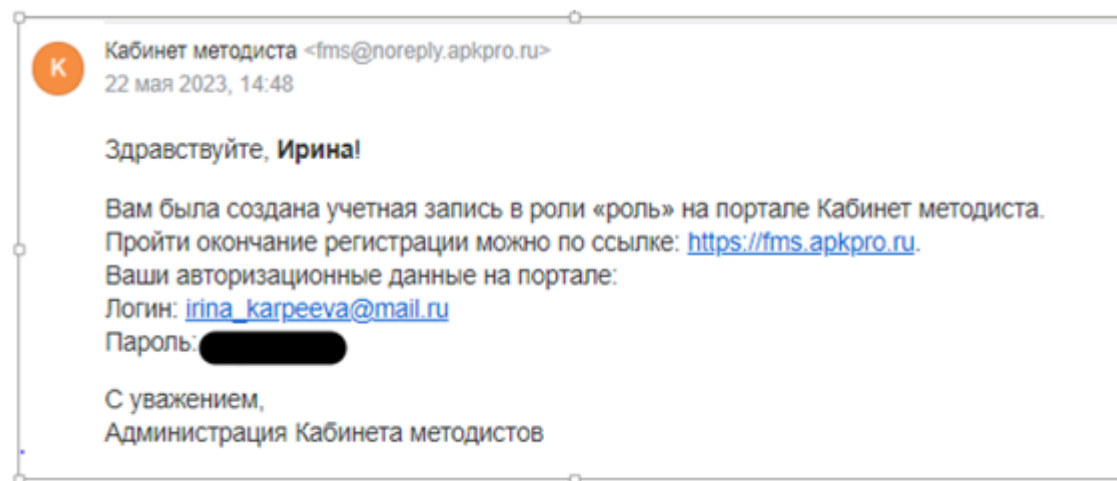 К
Кабинет методиста <fms@noreply.apkpro.ru>
22 мая 2023, 14:48
Здравствуйте, Ирина!
Вам была создана учетная запись в роли «роль» на портале Кабинет методиста.
Пройти окончание регистрации можно по ссылке: https://fms.apkpro.ru.
Ваши авторизационные данные на портале:
Логин: irina_karpeeva@mail.ru
Пароль:
С уважением,
Администрация Кабинета методистов